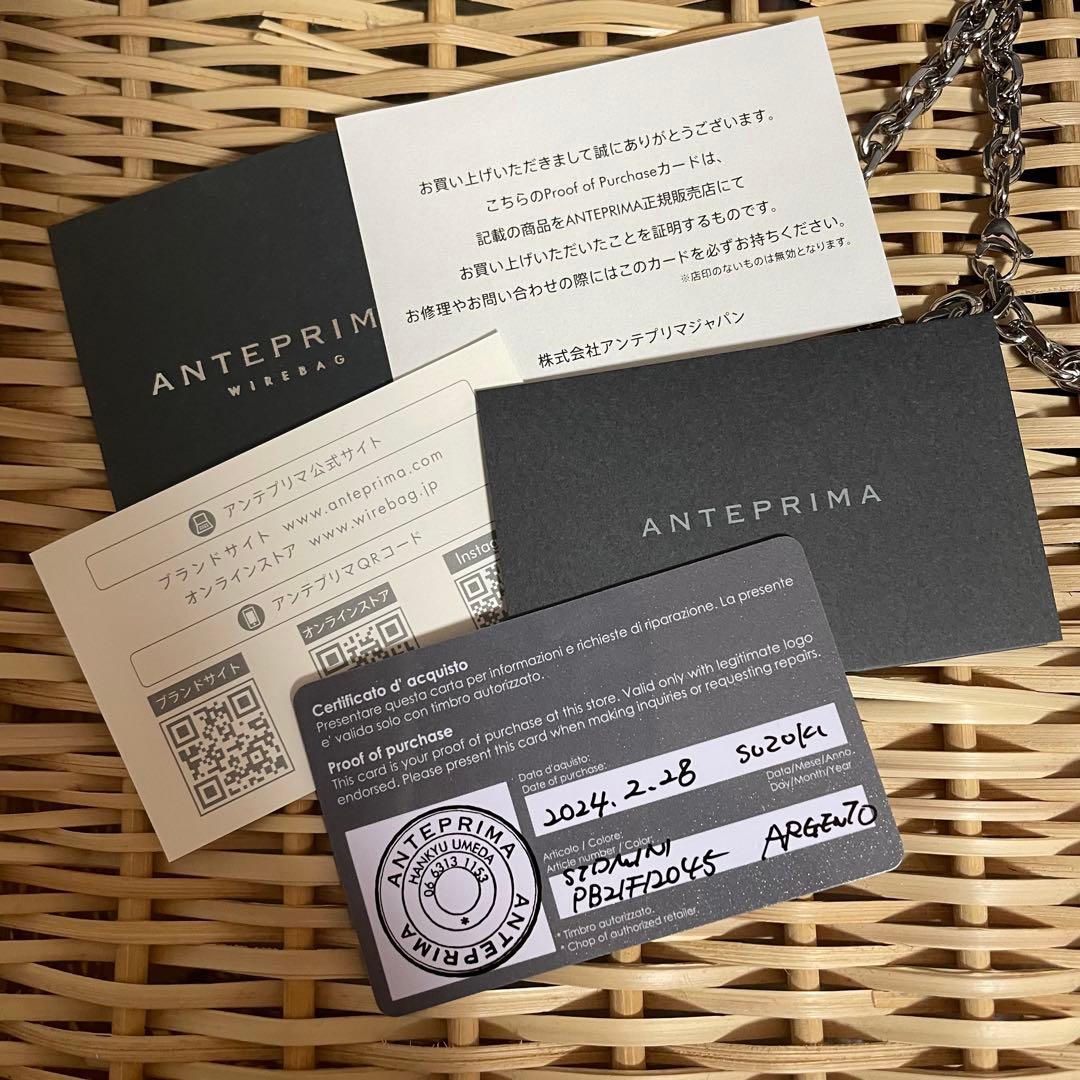 お買い上げいただきまして誠にありがとうございます。
こちらのProof of Purchaseカードは、
記載の商品をANTEPRIMA正規販売店にて
お買い上げいただいたことを証明するものです。
お修理やお問い合わせの際にはこのカードを必ずお持ちください。
※店印のないものは無効となります。
株式会社アンテプリマジャパン
ANTEPRIM
WIREBAG
アンテプリマ公式サイト
ブランドサイト www.anteprima.com
オンラインストア www.wirebag.jp
アンテプリマQRコード
ブランドサイト
オンラインストア
Instag
ANTEPRIMA
Certificato d' acquisto
Presentare questa carta per informazioni e richieste di riparazione. La presente
e' valida solo con timbro autorizzato.
Proof of purchase
This card is your proof of purchase at this store. Valid only with legitimate logo
endorsed. Please present this card when making inquiries or requesting repairs.
Data d'aquisto:
Date of purchase:
2024.2.28
Data/Mese/Anno
Day/Month/Year
Articolo / Colore:
Article number / Color:
PB21F12045
ARGENTO
* Timbro autorizzato.
* Chop of authorized retailer.
ANTEPRIMA
HANKYU UMEDA
06 6313 1153
*
ANTEPRIMA